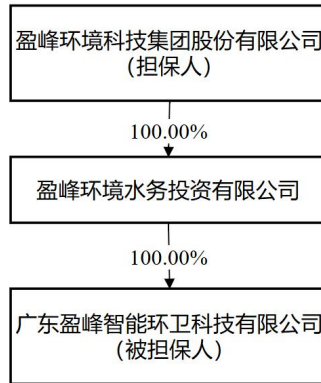 盈峰环境科技集团股份有限公司
（担保人）
100.00%
盈峰环境水务投资有限公司
100.00%
广东盈峰智能环卫科技有限公司
（被担保人）